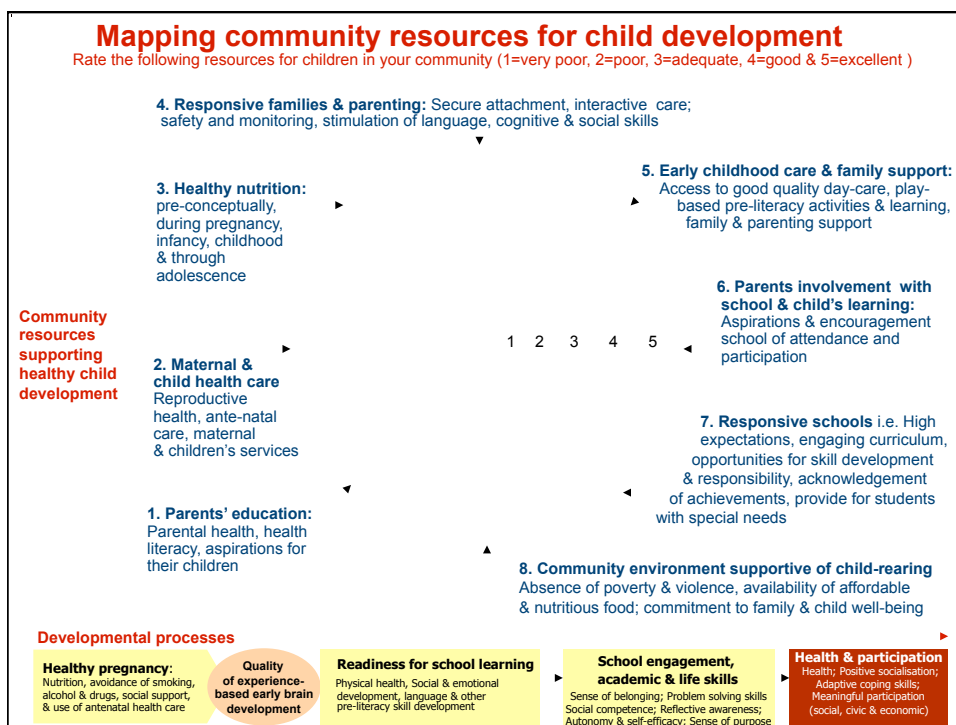 Mapping community resources for child development
Rate the following resources for children in your community (1=very poor, 2=poor, 3=adequate, 4=good & 5=excellent )
4. Responsive families & parenting: Secure attachment, interactive care;
safety and monitoring, stimulation of language, cognitive & social skills
3. Healthy nutrition:
pre-conceptually,
during pregnancy,
infancy, childhood
& through
adolescence
5. Early childhood care & family support:
Access to good quality day-care, play-
based pre-literacy activities & learning,
family & parenting support
6. Parents involvement with
school & child's learning:
Aspirations & encouragement
school of attendance and
participation
Community
resources
supporting
healthy child
development
1 2 3 4 5
2. Maternal &
child health care
Reproductive
health, ante-natal
care, maternal
& children's services
7. Responsive schools i.e. High
expectations, engaging curriculum,
opportunities for skill development
& responsibility, acknowledgement
of achievements, provide for students
with special needs
1. Parents' education:
Parental health, health
literacy, aspirations for
their children
8. Community environment supportive of child-rearing
Absence of poverty & violence, availability of affordable
& nutritious food; commitment to family & child well-being
Developmental processes
Healthy pregnancy:
Nutrition, avoidance of smoking,
alcohol & drugs, social support,
& use of antenatal health care
Quality
of experience-
based early brain
development
Readiness for school learning
Physical health, Social & emotional
development, language & other
pre-literacy skill development
School engagement,
academic & life skills
Sense of belonging; Problem solving skills
Social competence; Reflective awareness;
Autonomy & self-efficacy; Sense of purpose
Health & participation
Health; Positive socialisation;
Adaptive coping skills;
Meaningful participation
(social, civic & economic)